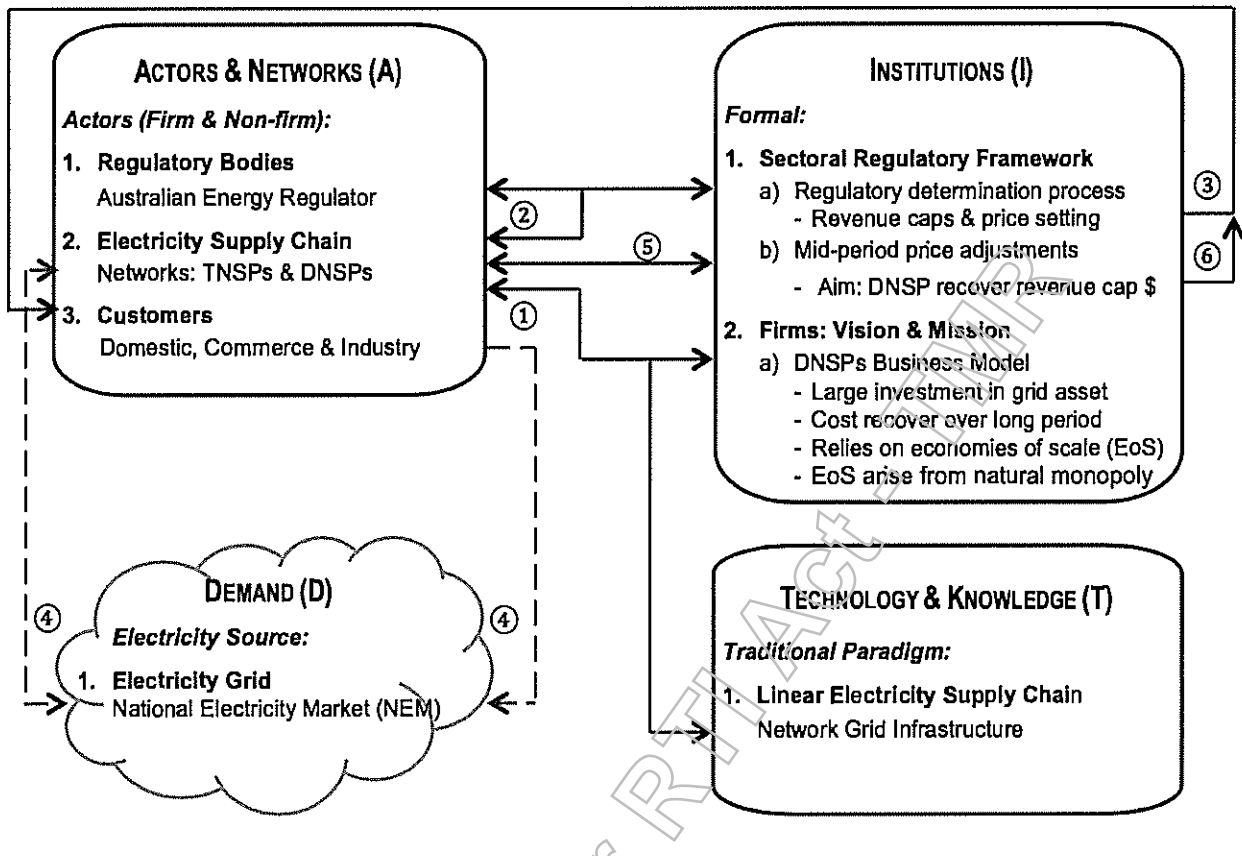 ACTORS & NETWORKS (A)
Actors (Firm & Non-firm):
1. Regulatory Bodies
Australian Energy Regulator
2. Electricity Supply Chain
Networks: TNSPs & DNSPs
3. Customers
Domestic, Commerce & Industry
②
⑤
①
INSTITUTIONS (I)
Formal:
1. Sectoral Regulatory Framework
a) Regulatory determination process
- Revenue caps & price setting
b) Mid-period price adjustments
- Aim: DNSP recover revenue cap $
2. Firms: Vision & Mission
a) DNSPs Business Model
- Large investment in grid asset
- Cost recover over long period
- Relies on economies of scale (EoS)
- EoS arise from natural monopoly
③
⑥
DEMAND (D)
④
④
Electricity Source:
1. Electricity Grid
National Electricity Market (NEM)
TECHNOLOGY & KNOWLEDGE (T)
Traditional Paradigm:
1. Linear Electricity Supply Chain
Network Grid Infrastructure
r RTI Act - TMR